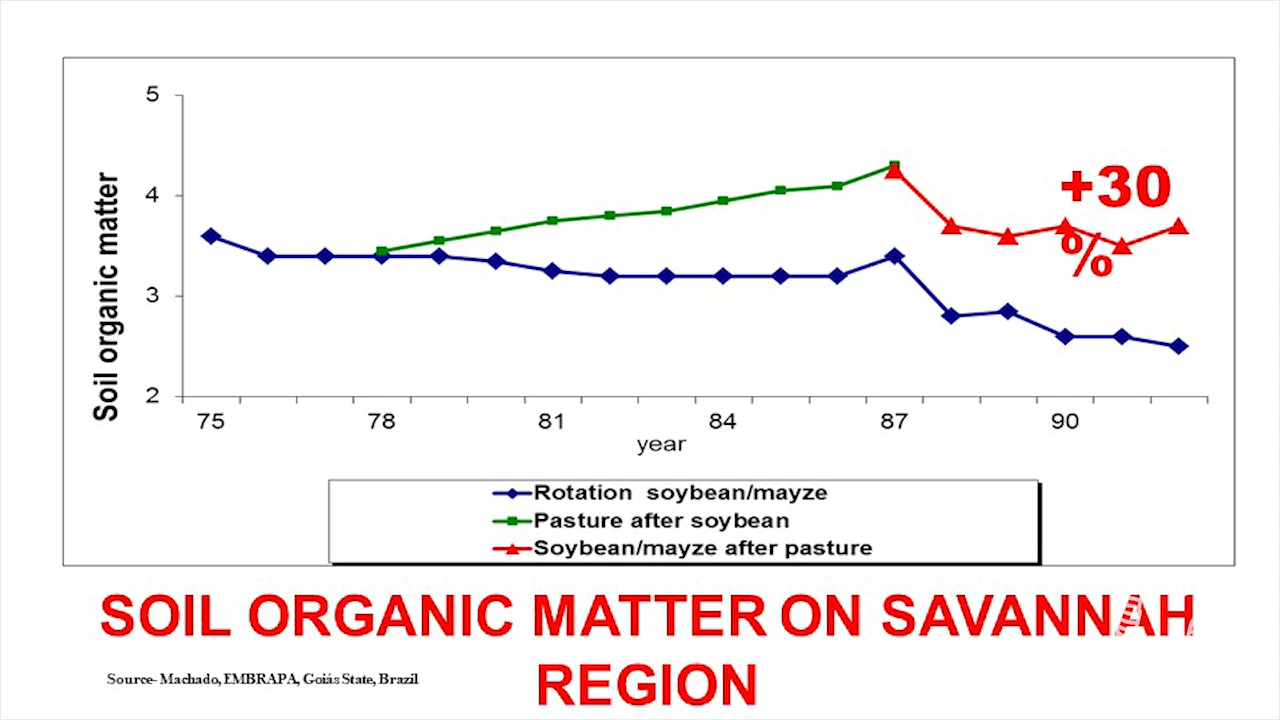 5
4
3
2
Soil organic matter
+30
%
75 78 81 84 87 90
year
Rotation soybean/mayze
Pasture after soybean
Soybean/mayze after pasture
SOIL ORGANIC MATTER ON SAVANNAH
REGION
Source- Machado, EMBRAPA, Goiás State, Brazil